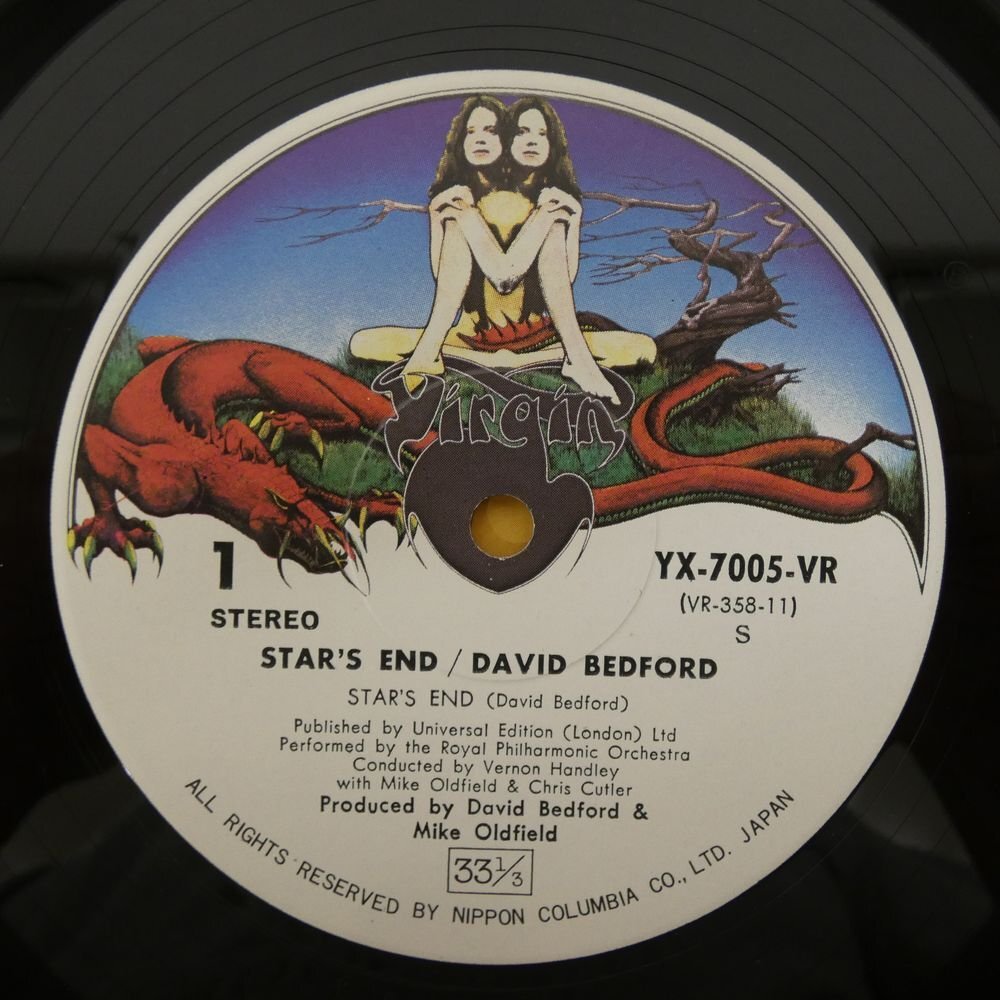 Virgin
1
STEREO
YX-7005-VR
(VR-358-11)
S
STAR'S END / DAVID BEDFORD
STAR'S END (David Bedford)
Published by Universal Edition (London) Ltd
Performed by the Royal Philharmonic Orchestra
Conducted by Vernon Handley
with Mike Oldfield & Chris Cutler
Produced by David Bedford &
Mike Oldfield
33⅓
ALL RIGHTS RESERVED BY NIPPON COLUMBIA CO., LTD. JAPAN